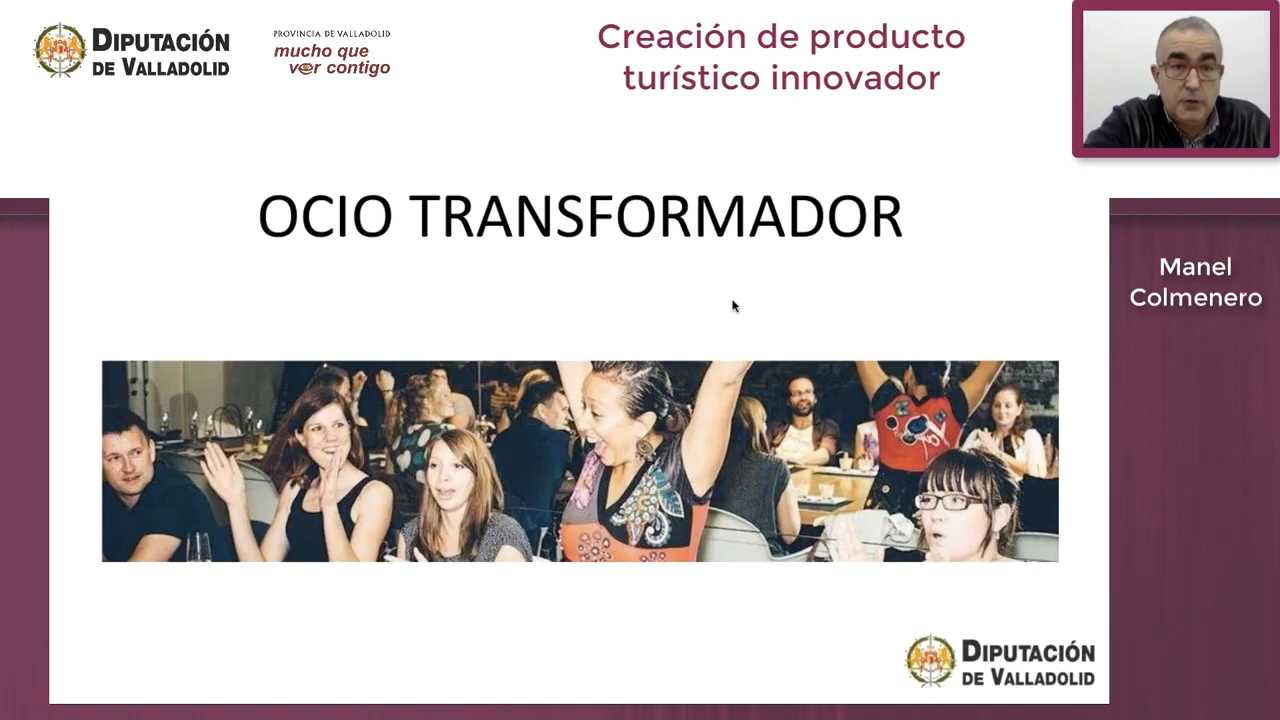 DIPUTACIÓN
DE VALLADOLID
PROVINCIA DE VALLADOLID
mucho que
ver contigo
Creación de producto
turístico innovador
OCIO TRANSFORMADOR
Manel
Colmenero
DIPUTACIÓN
DE VALLADOLID